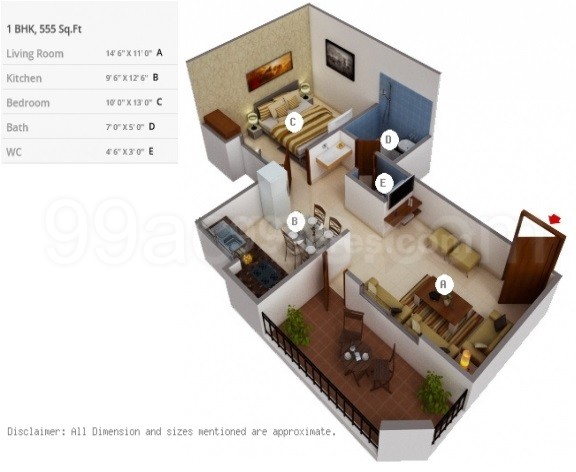 1 BHK, 555 Sq.Ft
Living Room 14' 6" X 11' 0" A
Kitchen 9' 6" X 12' 6" B
Bedroom 10' 0" X 13' 0" C
Bath 7' 0" X 5' 0" D
WC 4' 6" X 3' 0" E
C
D
E
B
A
99acres.com
Disclaimer: All Dimension and sizes mentioned are approximate.